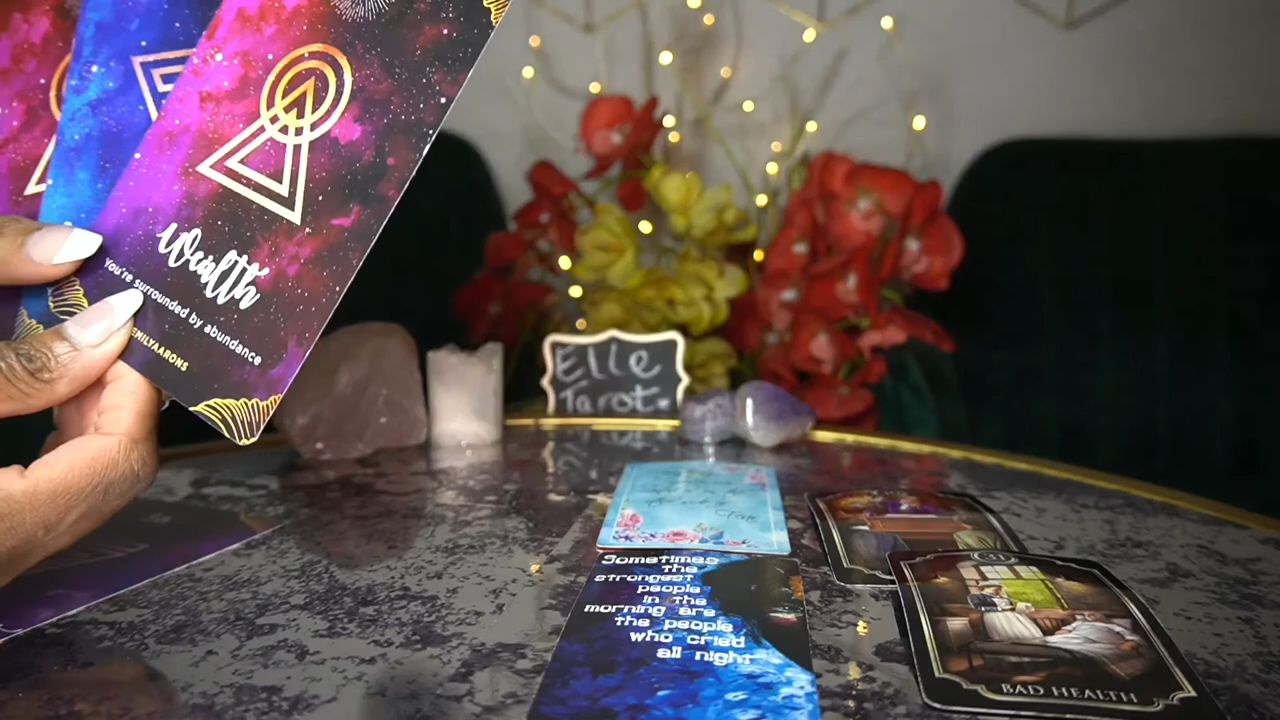 Wealth
You're surrounded by abundance
EMILYAARONS
Elle
Tarot
Sometimes
the
strongest
people
in the
morning are
the people
who cried
all night
31
BAD HEALTH